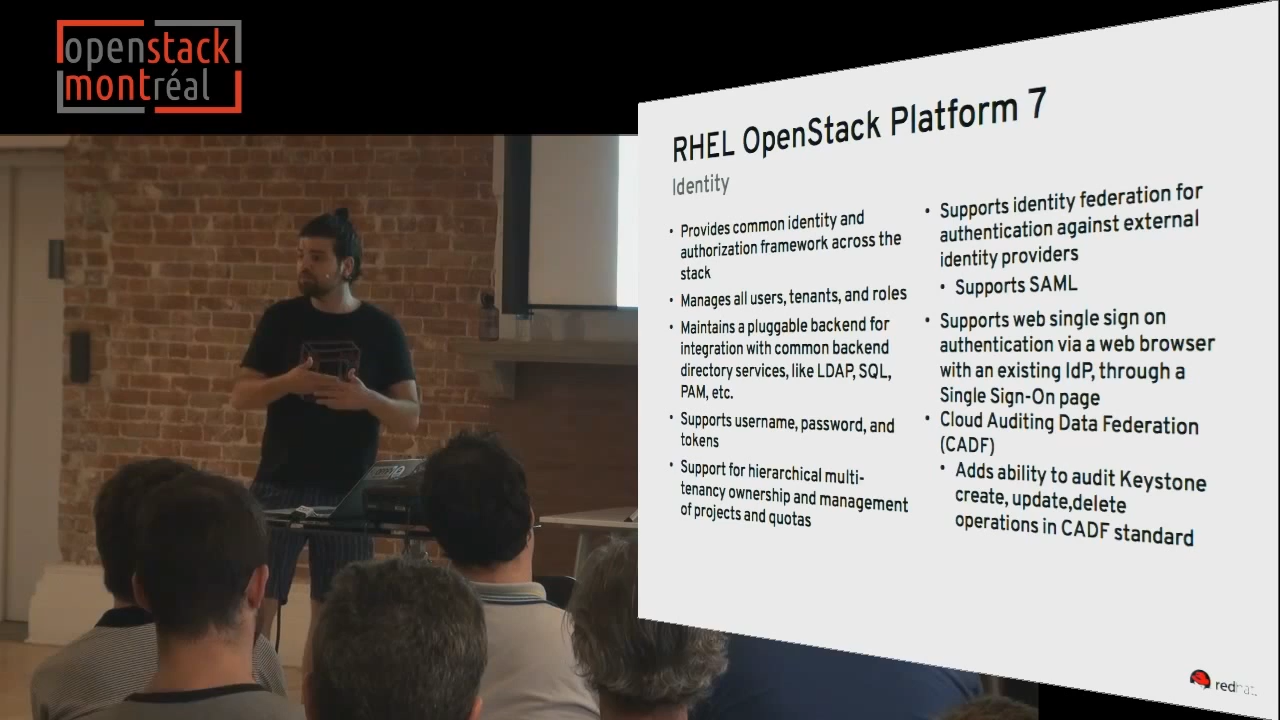 openstack
montréal
RHEL OpenStack Platform 7
Identity
• Provides common identity and
authorization framework across the
stack
• Manages all users, tenants, and roles
• Maintains a pluggable backend for
integration with common backend
directory services, like LDAP, SQL,
PAM, etc.
• Supports username, password, and
tokens
• Support for hierarchical multi-
tenancy ownership and management
of projects and quotas
• Supports identity federation for
authentication against external
identity providers
• Supports SAML
• Supports web single sign on
authentication via a web browser
with an existing IdP, through a
Single Sign-On page
• Cloud Auditing Data Federation
(CADF)
• Adds ability to audit Keystone
create, update,delete
operations in CADF standard
redhat.